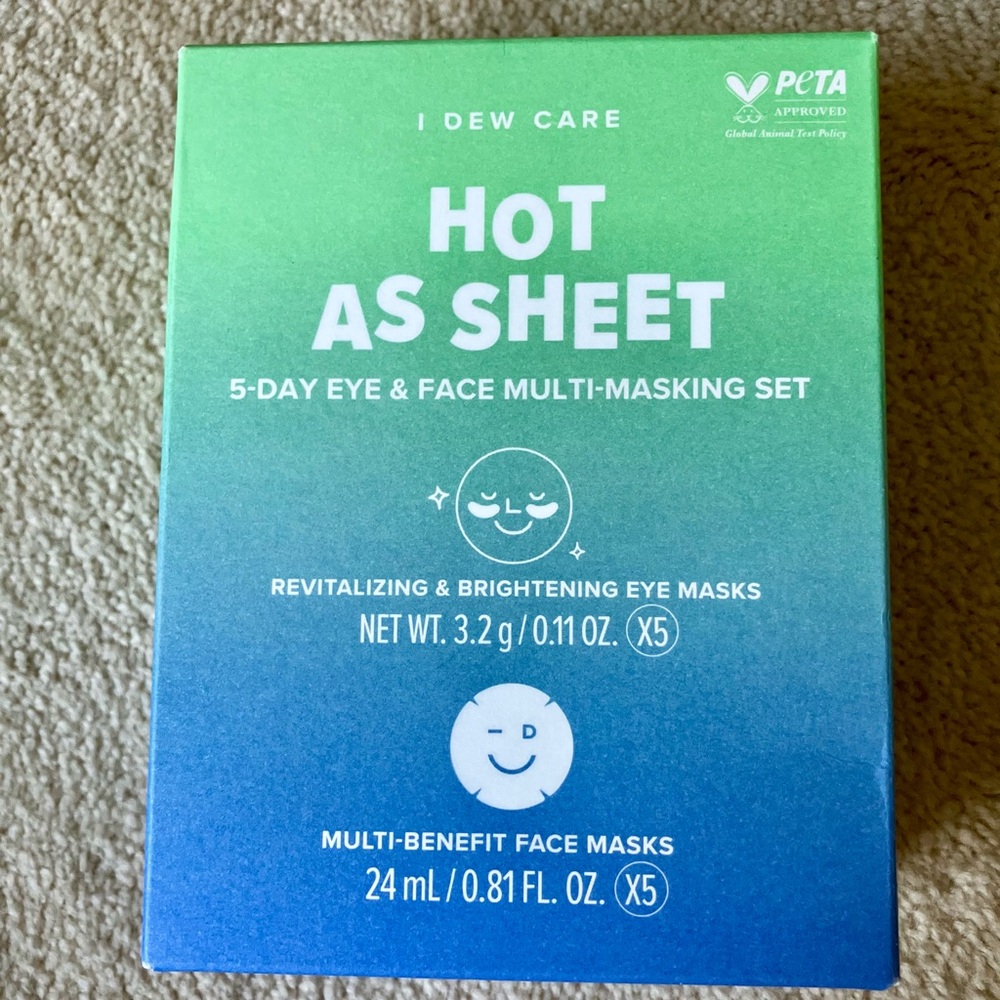 PETA
APPROVED
Global Animal Test Policy
I DEW CARE
HOT
AS SHEET
5-DAY EYE & FACE MULTI-MASKING SET
REVITALIZING & BRIGHTENING EYE MASKS
NET WT. 3.2 g / 0.11 OZ. X5
MULTI-BENEFIT FACE MASKS
24 mL / 0.81 FL. OZ. X5